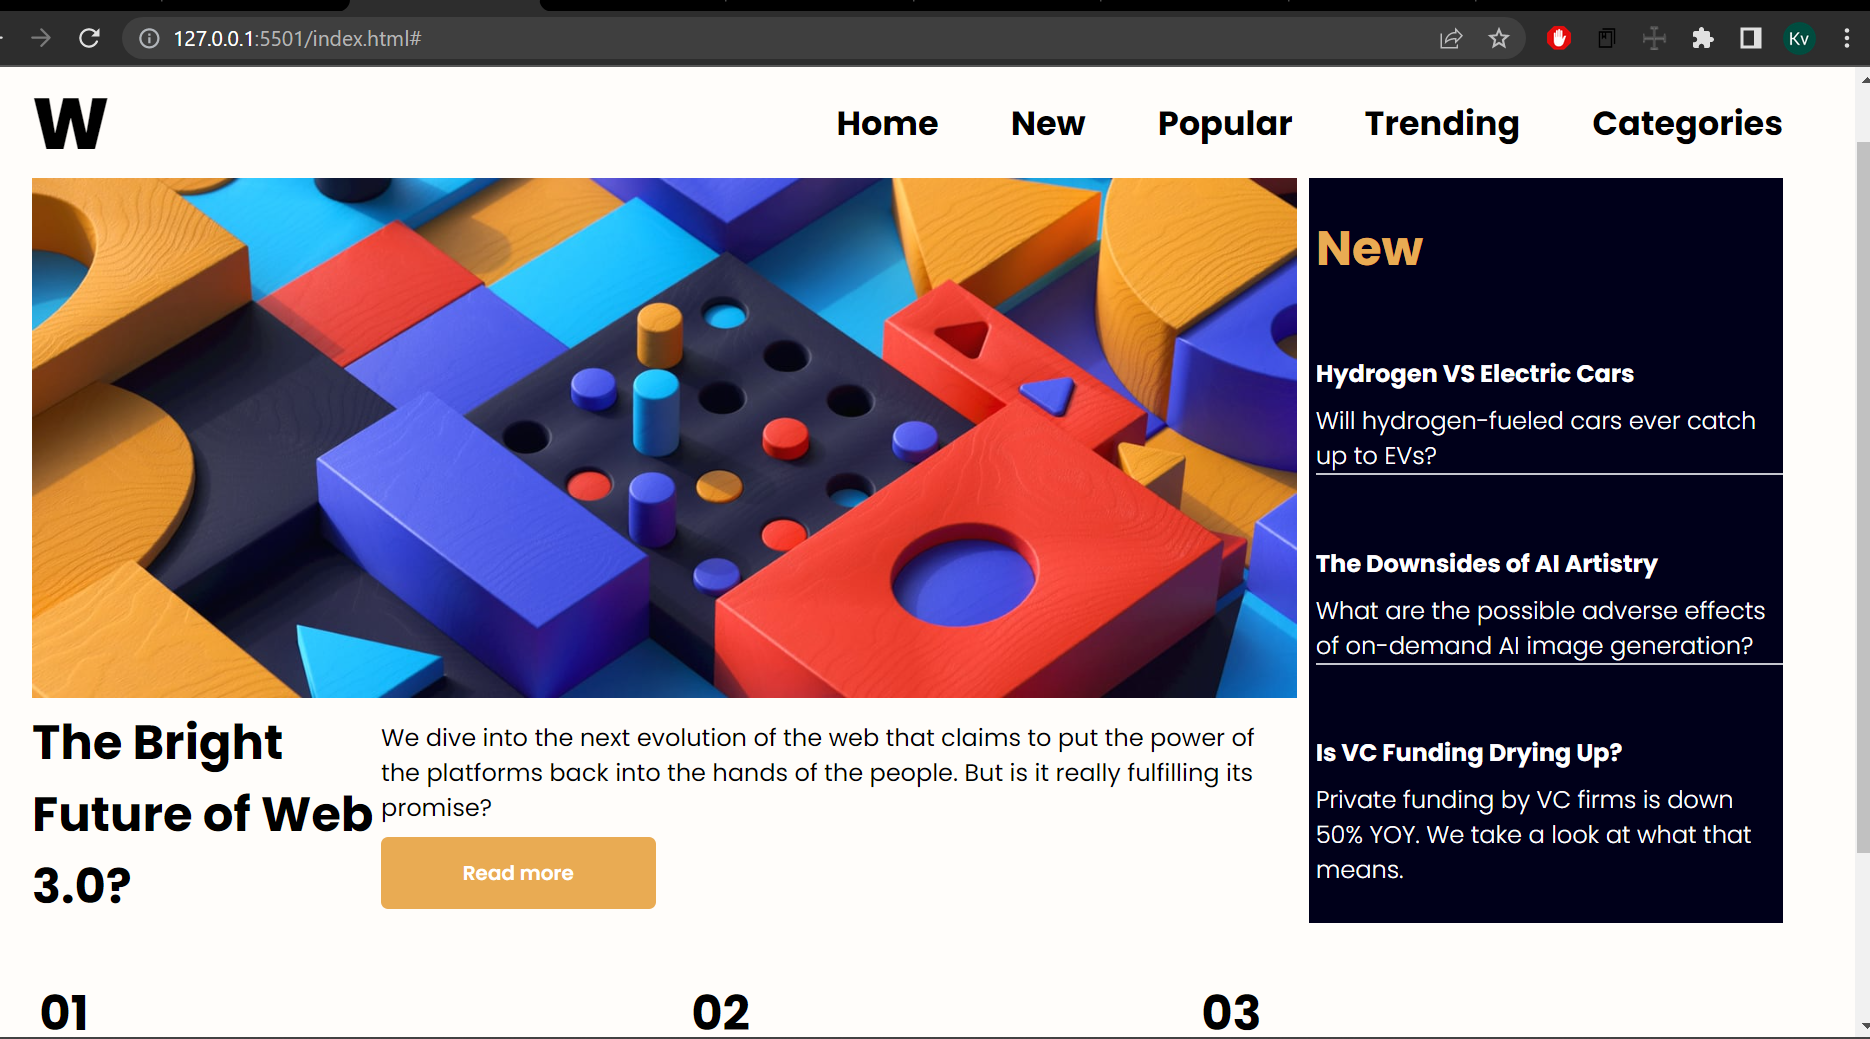 127.0.0.1:5501/index.html#
Kv
W
Home New Popular Trending Categories
New
Hydrogen VS Electric Cars
Will hydrogen-fueled cars ever catch
up to EVs?
The Downsides of AI Artistry
What are the possible adverse effects
of on-demand AI image generation?
Is VC Funding Drying Up?
Private funding by VC firms is down
50% YOY. We take a look at what that
means.
The Bright
Future of Web
3.0?
We dive into the next evolution of the web that claims to put the power of
the platforms back into the hands of the people. But is it really fulfilling its
promise?
Read more
01 02 03